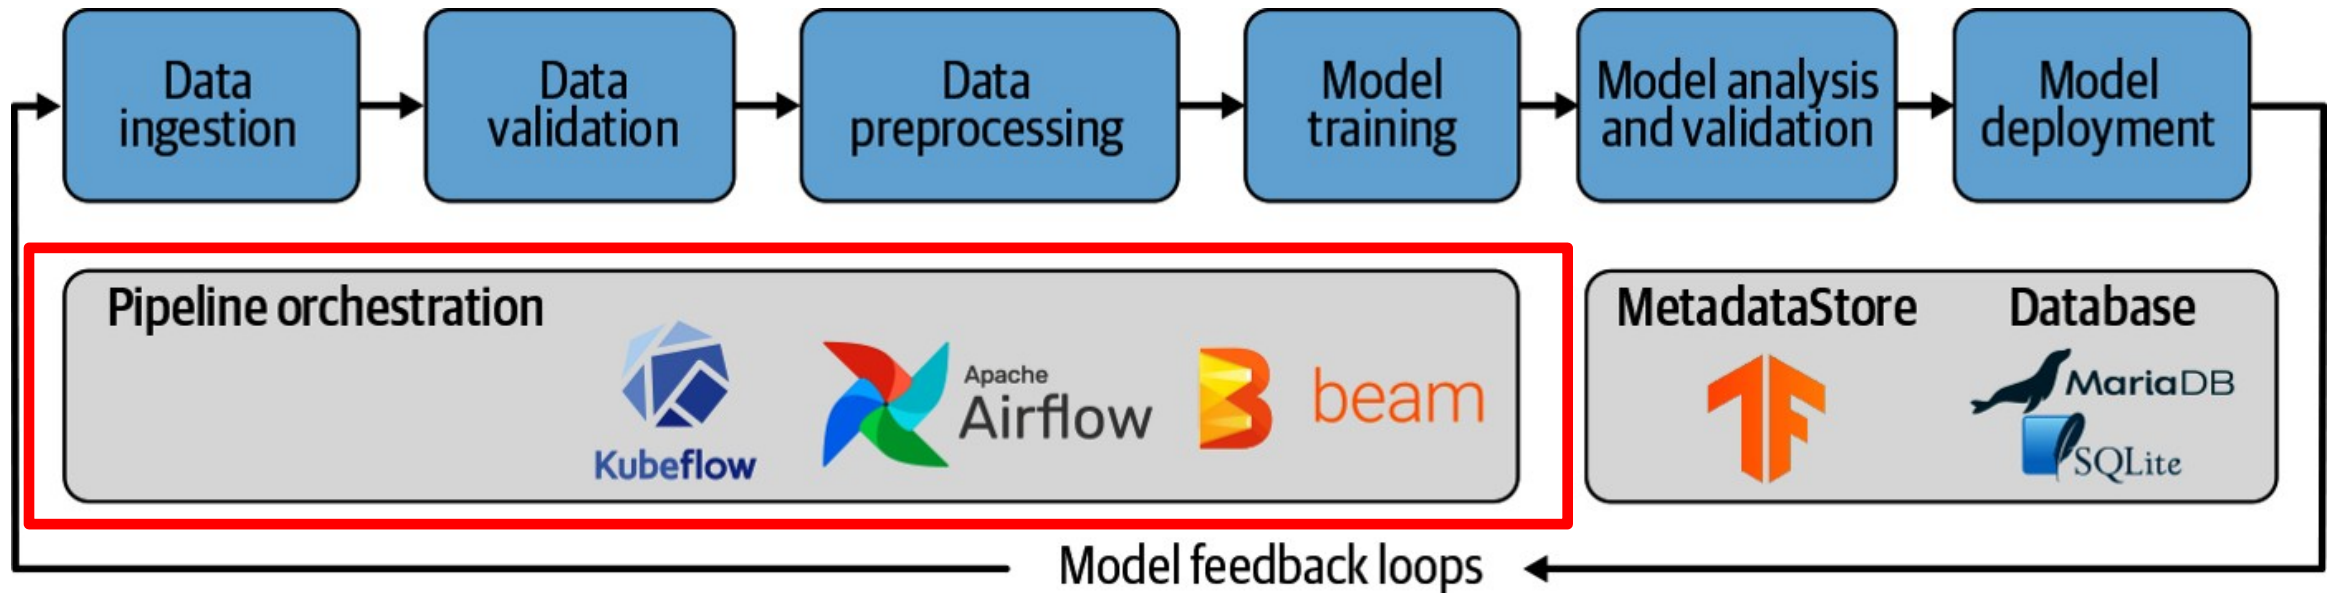 Data
ingestion
Data
validation
Data
preprocessing
Model
training
Model analysis
and validation
Model
deployment
Pipeline orchestration
Kubeflow
Apache
Airflow
beam
MetadataStore
Database
MariaDB
SQLite
Model feedback loops